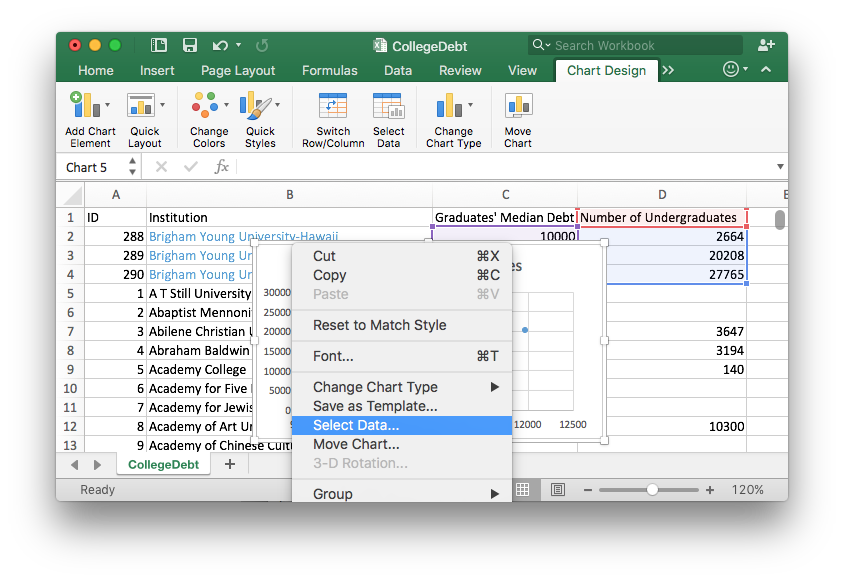 CollegeDebt
Search Workbook
Home Insert Page Layout Formulas Data Review View Chart Design
Add Chart Element
Quick Layout
Change Colors
Quick Styles
Switch Row/Column
Select Data
Change Chart Type
Move Chart
Chart 5 fx
A B C D E
1 ID Institution Graduates' Median Debt Number of Undergraduates
2 288 Brigham Young University-Hawaii 10000 2664
3 289 Brigham Young Ur 20208
4 290 Brigham Young Ur 27765
5 1 A T Still University
6 2 Abaptist Mennoni
7 3 Abilene Christian 3647
8 4 Abraham Baldwin 3194
9 5 Academy College 140
10 6 Academy for Five
11 7 Academy for Jewis
12 8 Academy of Art Un 10300
13 9 Academy of Chinese Cult
es
30000
25000
20000
15000
10000
5000
0
12000 12500
Cut ⌘X
Copy ⌘C
Paste ⌘V
Reset to Match Style
Font... ⌘T
Change Chart Type
Save as Template...
Select Data...
Move Chart...
3-D Rotation...
Group
CollegeDebt
Ready 120%